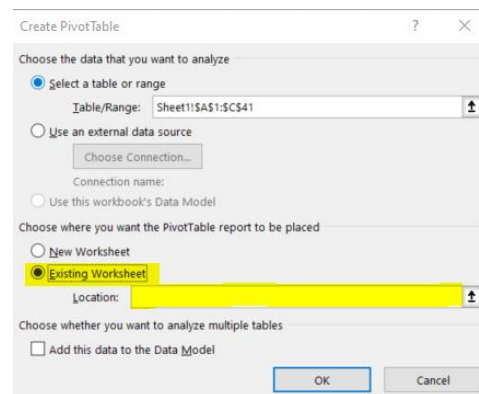 Create PivotTable ? ×
Choose the data that you want to analyze
Select a table or range
Table/Range: Sheet1!$A$1:$C$41
Use an external data source
Choose Connection...
Connection name:
Use this workbook's Data Model
Choose where you want the PivotTable report to be placed
New Worksheet
Existing Worksheet
Location:
Choose whether you want to analyze multiple tables
Add this data to the Data Model
OK Cancel